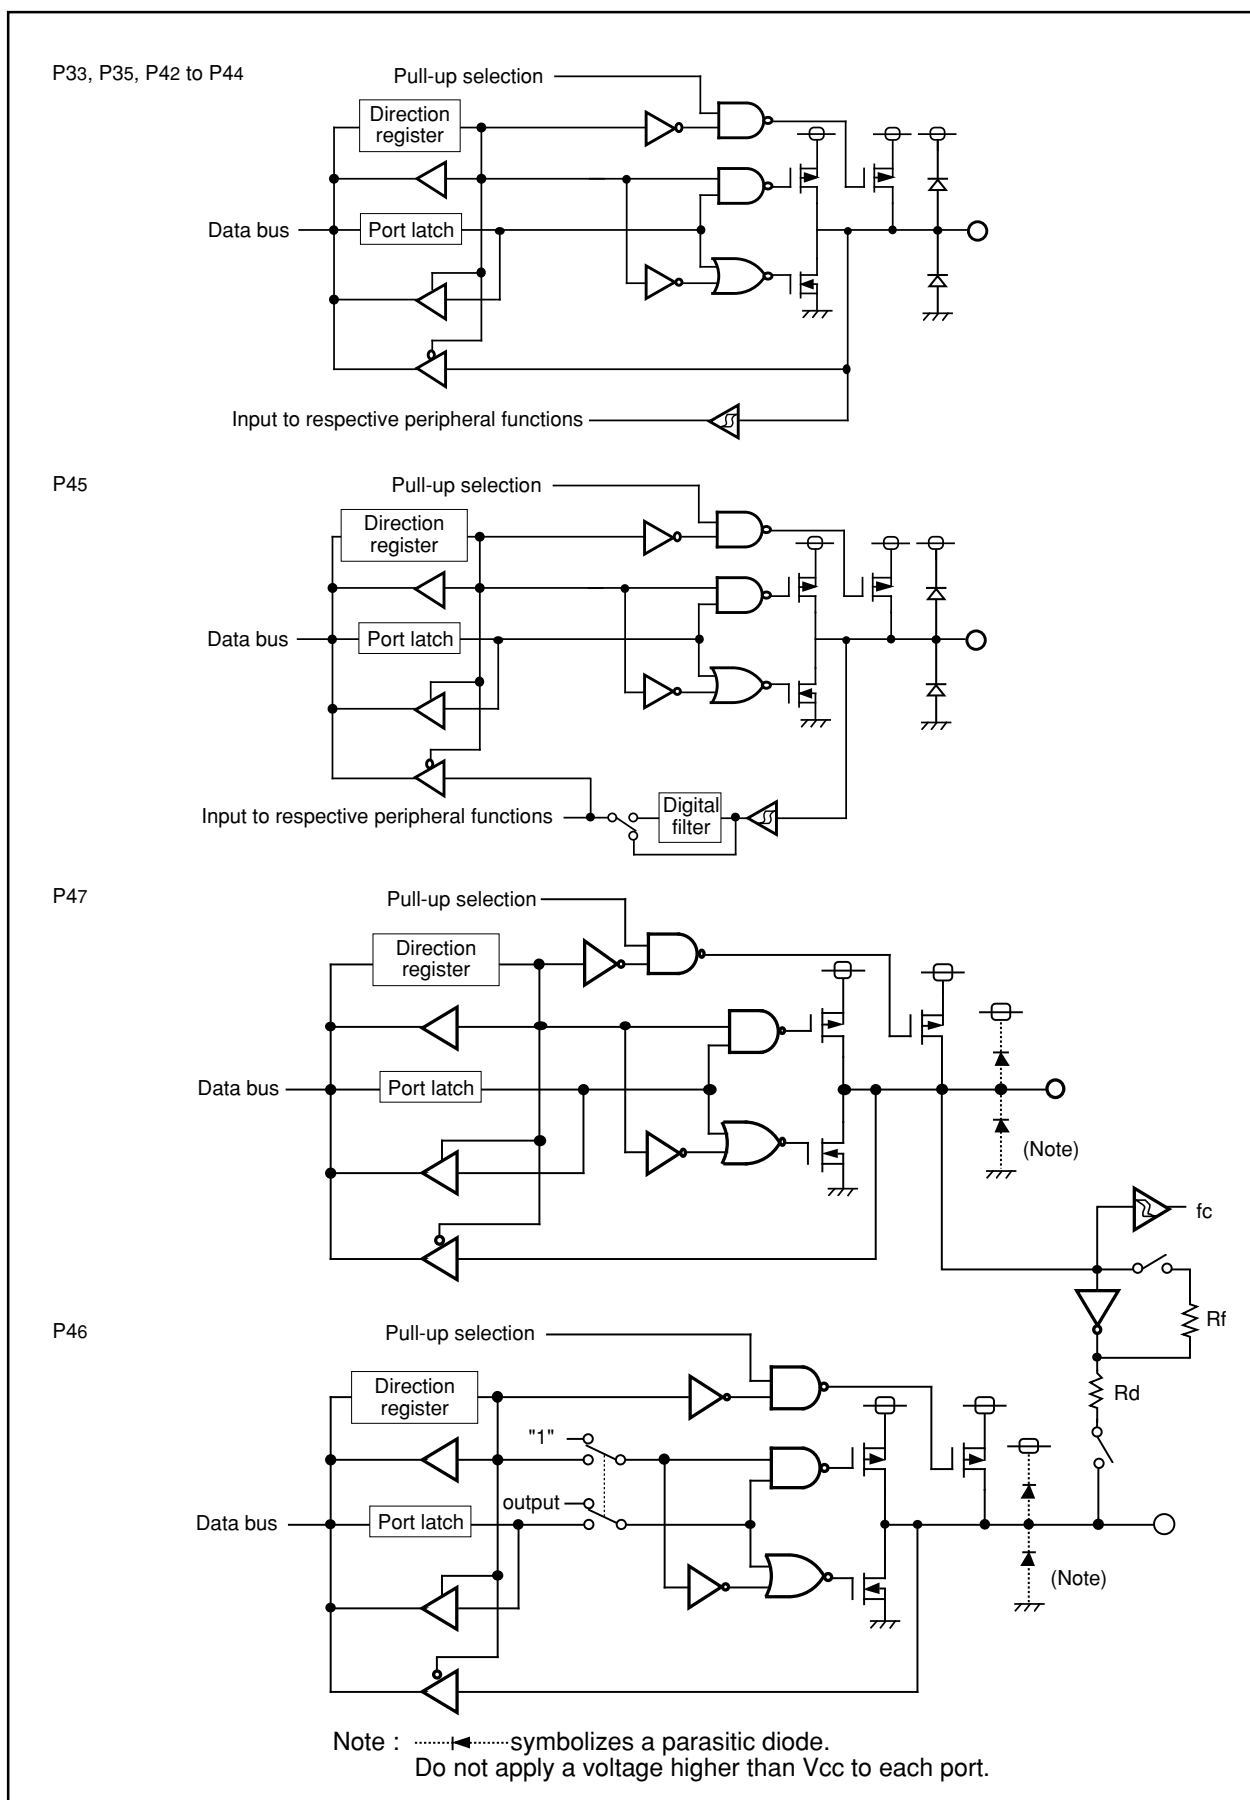 P33, P35, P42 to P44
Pull-up selection
Direction
register
Data bus
Port latch
Input to respective peripheral functions
P45
Pull-up selection
Direction
register
Data bus
Port latch
Input to respective peripheral functions
Digital
filter
P47
Pull-up selection
Direction
register
Data bus
Port latch
(Note)
fc
Rf
Rd
P46
Pull-up selection
Direction
register
"1"
output
Data bus
Port latch
(Note)
Note : symbolizes a parasitic diode.
Do not apply a voltage higher than Vcc to each port.